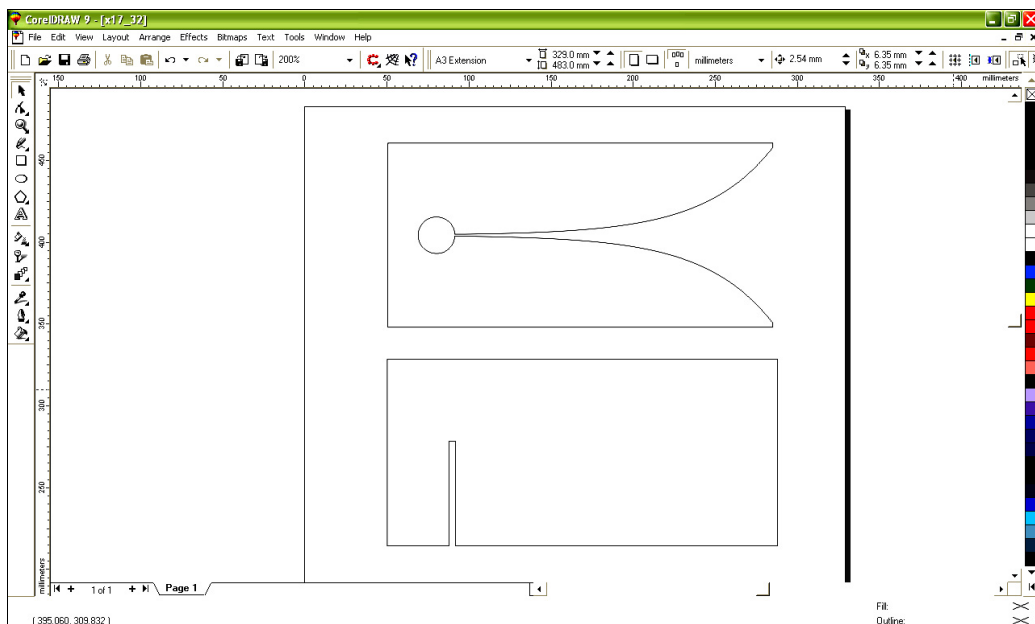 CorelDRAW 9 - [x17_32]
File Edit View Layout Arrange Effects Bitmaps Text Tools Window Help
200% A3 Extension 329.0 mm 483.0 mm millimeters 2.54 mm x 6.35 mm y 6.35 mm
150 100 50 0 50 100 150 200 250 300 350 400 millimeters
450
400
350
300
250
millimeters
1 of 1 Page 1
Fill:
( 395.060, 309.832 ) Outline: